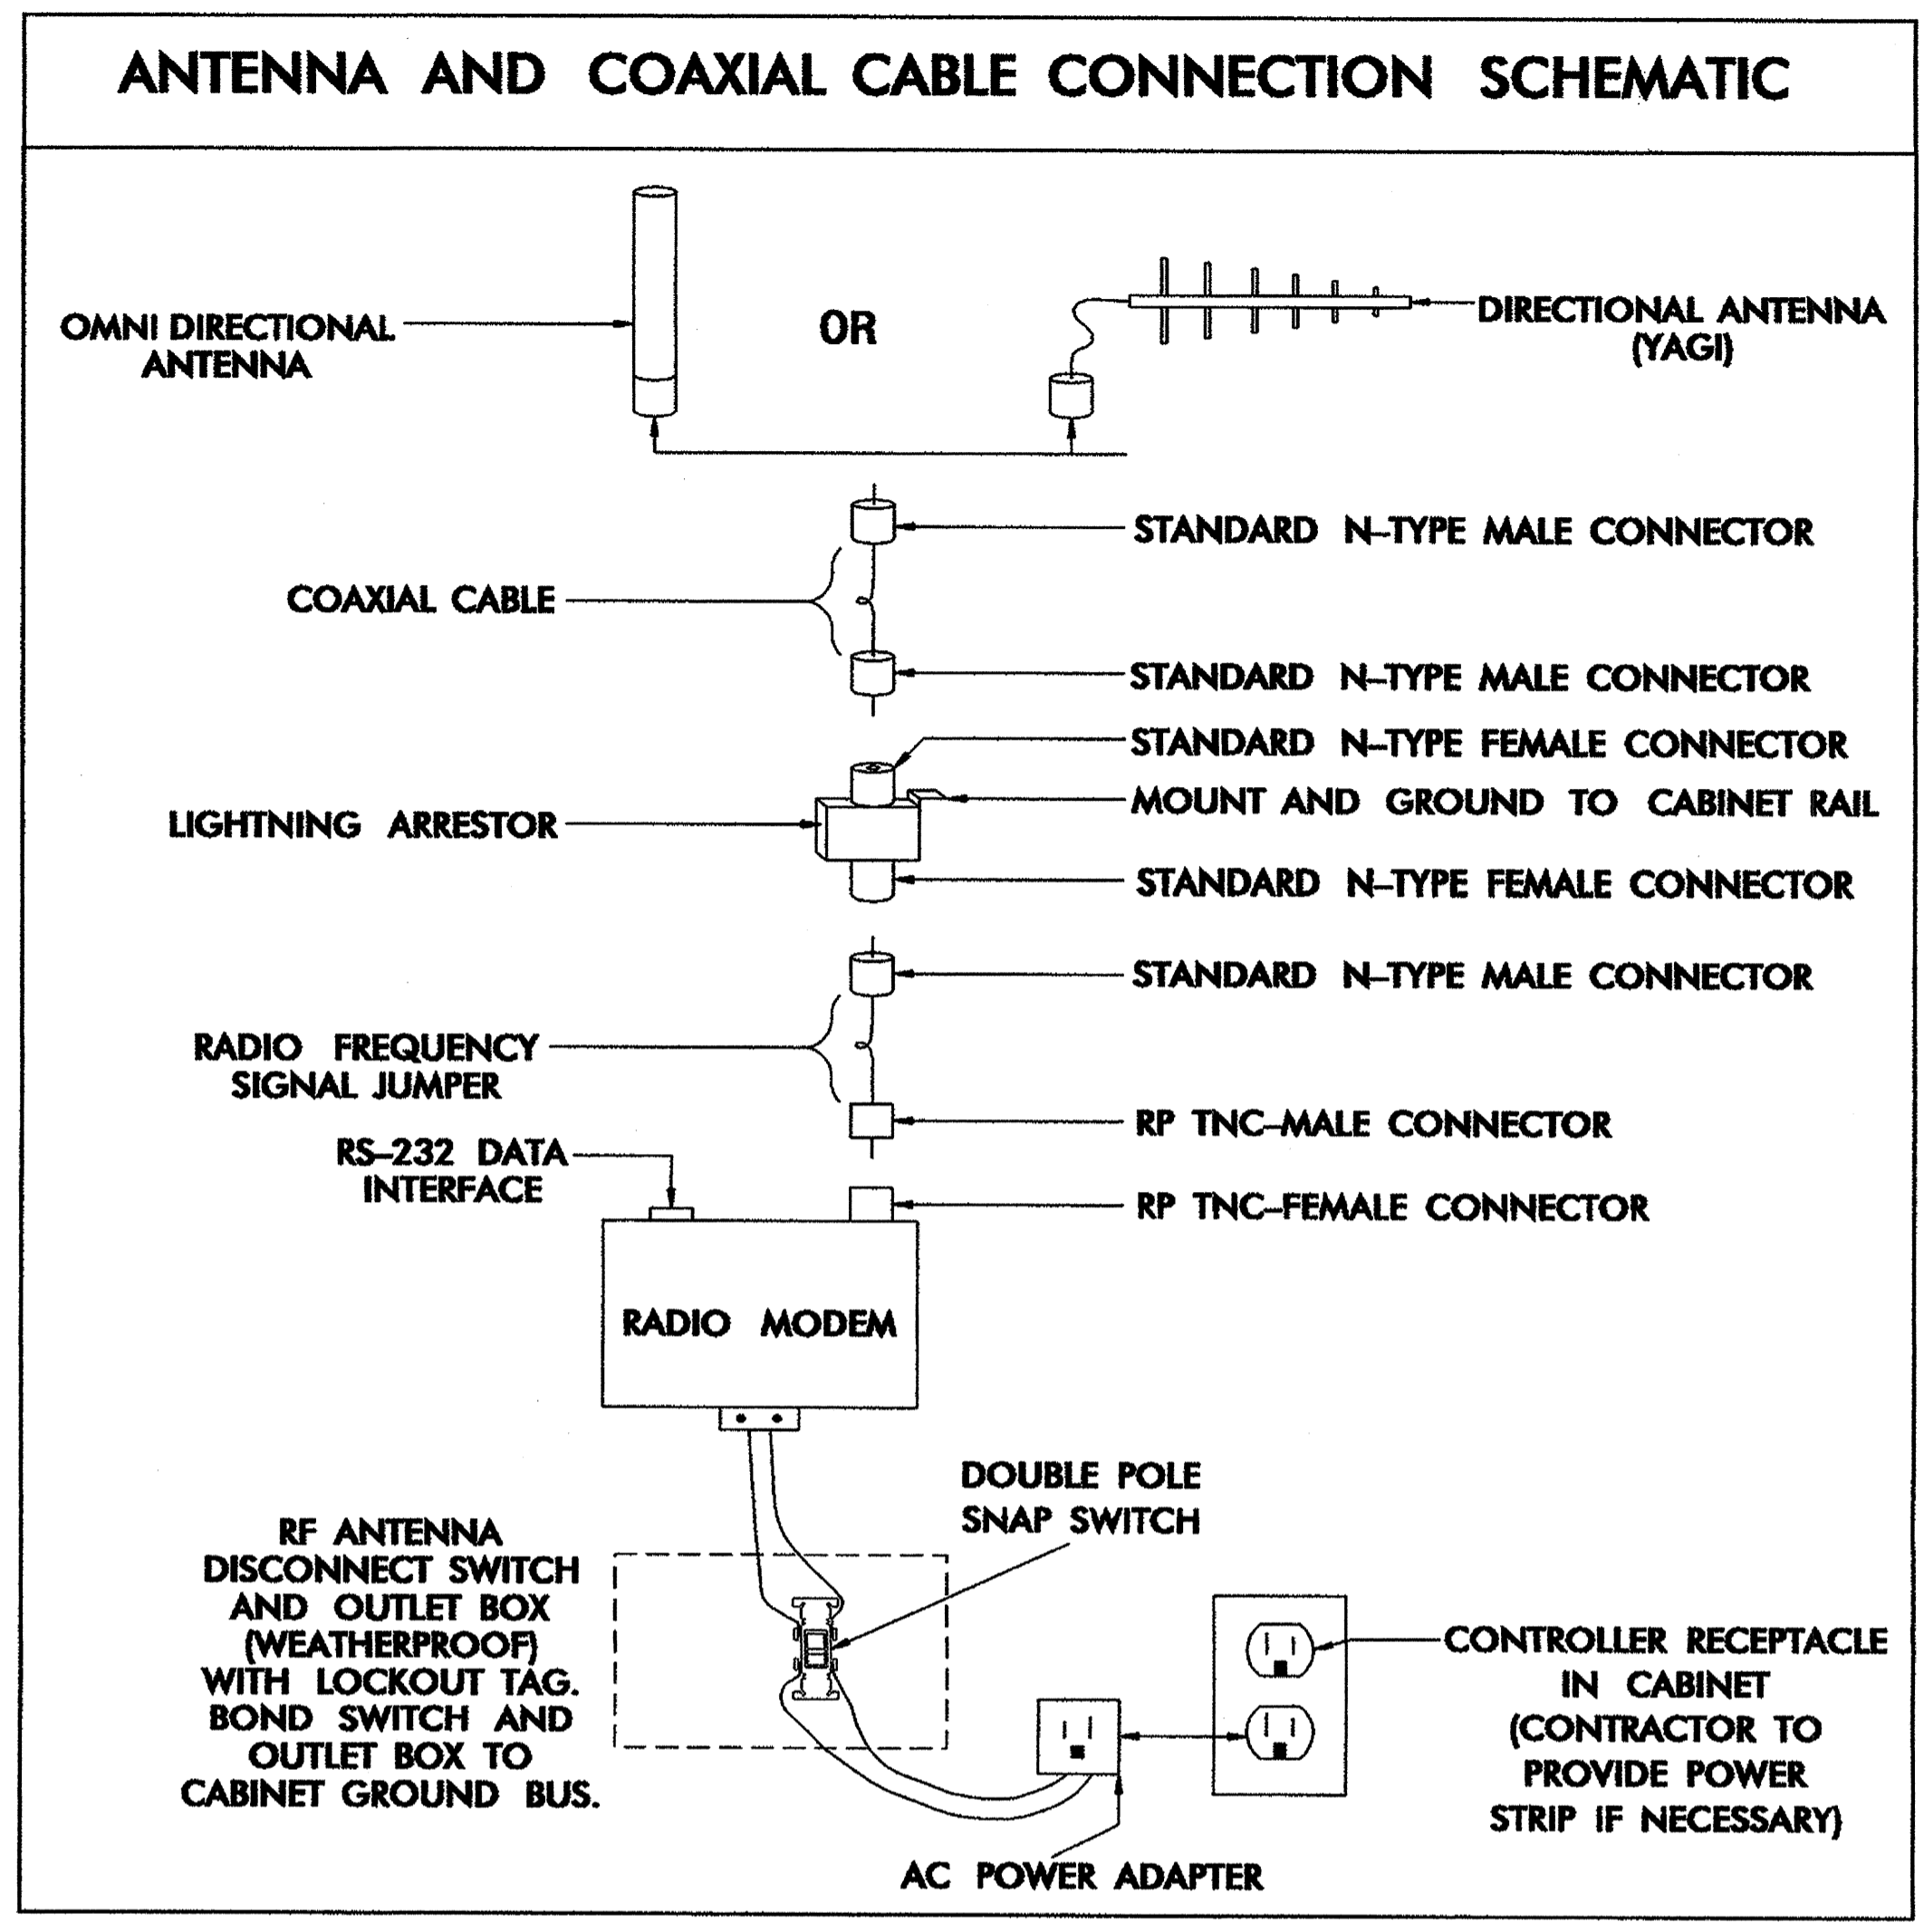 ANTENNA AND COAXIAL CABLE CONNECTION SCHEMATIC
OMNI DIRECTIONAL
ANTENNA
OR
DIRECTIONAL ANTENNA
(YAGI)
STANDARD N-TYPE MALE CONNECTOR
COAXIAL CABLE
STANDARD N-TYPE MALE CONNECTOR
STANDARD N-TYPE FEMALE CONNECTOR
MOUNT AND GROUND TO CABINET RAIL
LIGHTNING ARRESTOR
STANDARD N-TYPE FEMALE CONNECTOR
STANDARD N-TYPE MALE CONNECTOR
RADIO FREQUENCY
SIGNAL JUMPER
RP TNC-MALE CONNECTOR
RS-232 DATA
INTERFACE
RP TNC-FEMALE CONNECTOR
RADIO MODEM
DOUBLE POLE
SNAP SWITCH
RF ANTENNA
DISCONNECT SWITCH
AND OUTLET BOX
(WEATHERPROOF)
WITH LOCKOUT TAG.
BOND SWITCH AND
OUTLET BOX TO
CABINET GROUND BUS.
CONTROLLER RECEPTACLE
IN CABINET
(CONTRACTOR TO
PROVIDE POWER
STRIP IF NECESSARY)
AC POWER ADAPTER